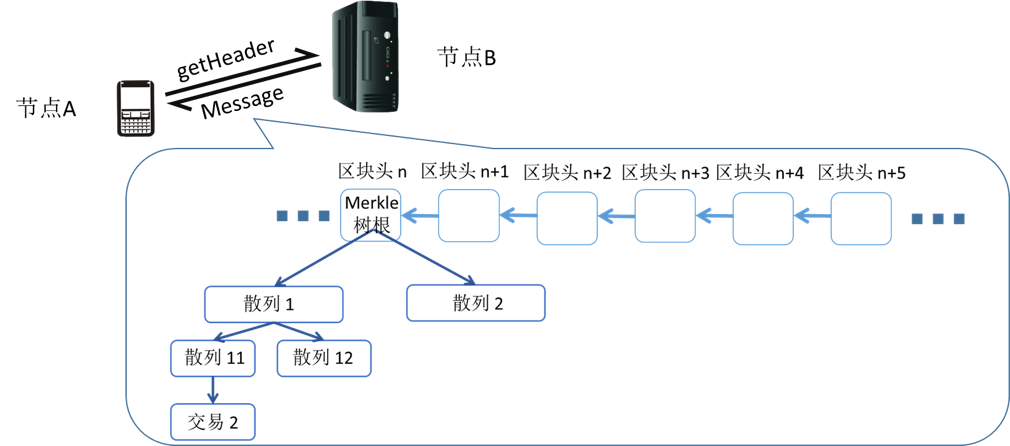 getHeader
节点B
Message
节点A
区块头 n
区块头 n+1
区块头 n+2
区块头 n+3
区块头 n+4
区块头 n+5
Merkle
树根
散列 1
散列 2
散列 11
散列 12
交易 2